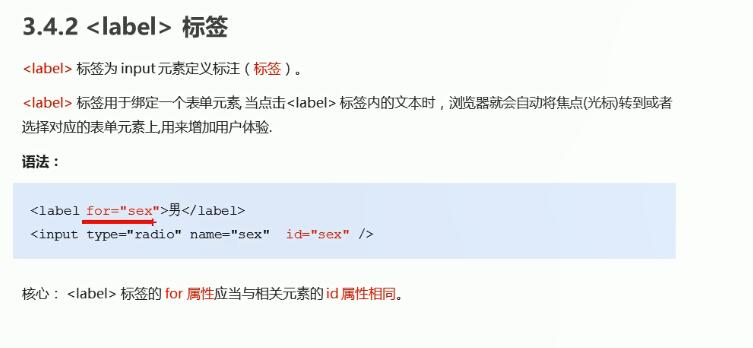 3.4.2 <label> 标签
<label> 标签为 input 元素定义标注（标签）。
<label> 标签用于绑定一个表单元素, 当点击<label> 标签内的文本时，浏览器就会自动将焦点(光标)转到或者
选择对应的表单元素上,用来增加用户体验.
语法：
<label for="sex">男</label>
<input type="radio" name="sex"  id="sex" />
核心： <label> 标签的 for 属性应当与相关元素的 id 属性相同。